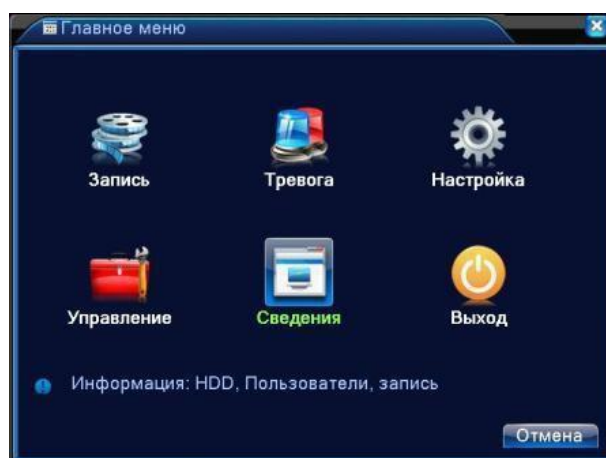 Главное меню
Запись Тревога Настройка
Управление Сведения Выход
Информация: HDD, Пользователи, запись
Отмена